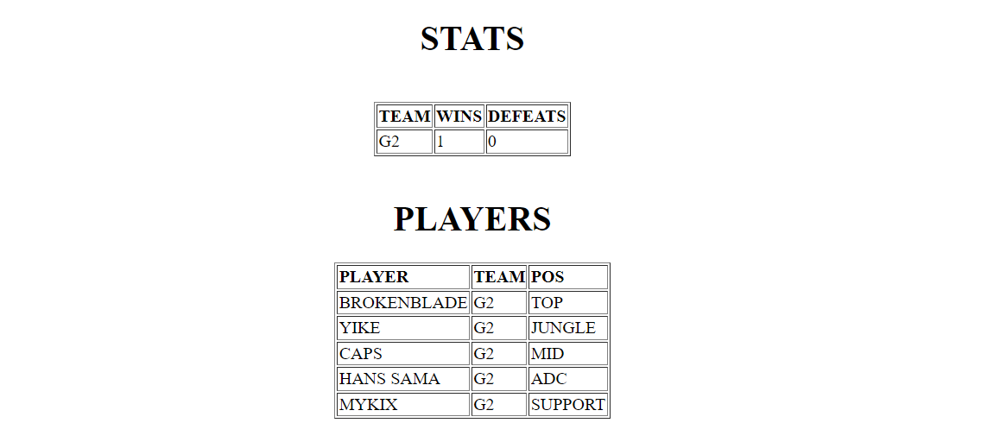 STATS
TEAM WINS DEFEATS
G2 1 0
PLAYERS
PLAYER TEAM POS
BROKENBLADE G2 TOP
YIKE G2 JUNGLE
CAPS G2 MID
HANS SAMA G2 ADC
MYKIX G2 SUPPORT